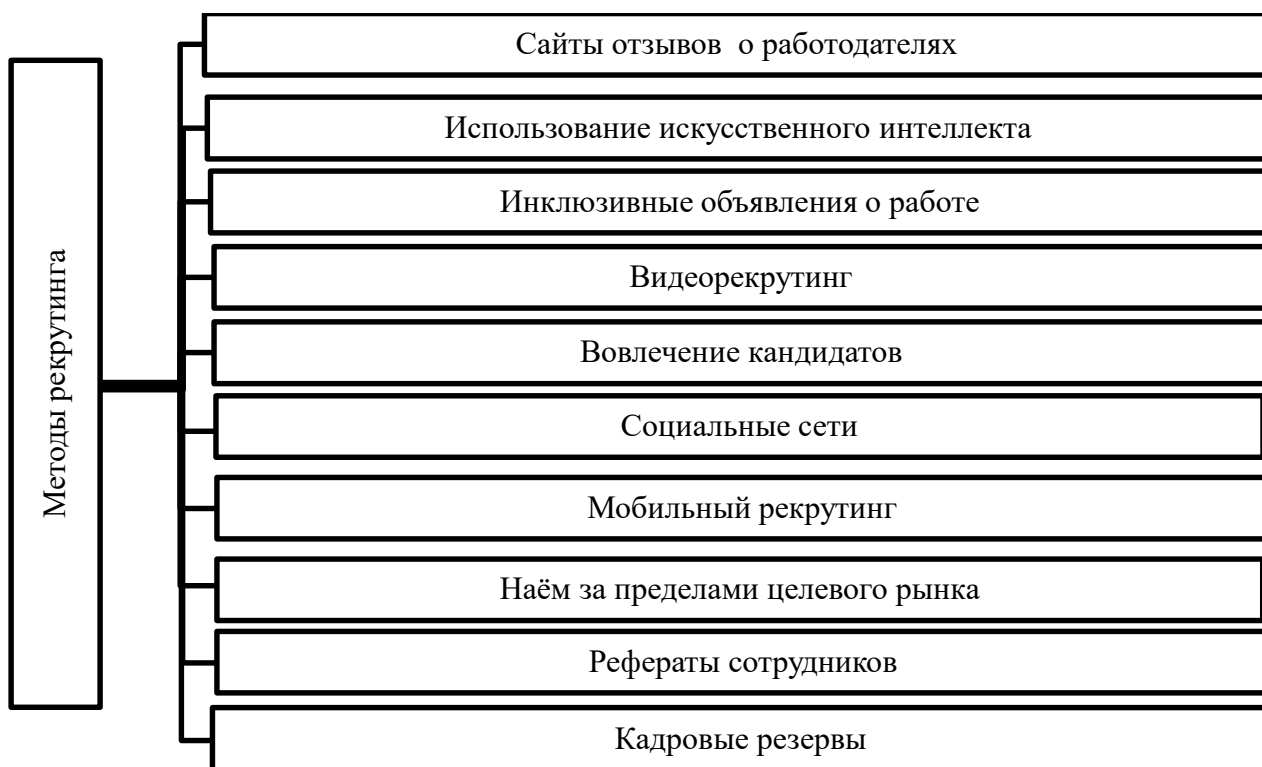 Методы рекрутинга
Сайты отзывов о работодателях
Использование искусственного интеллекта
Инклюзивные объявления о работе
Видеорекрутинг
Вовлечение кандидатов
Социальные сети
Мобильный рекрутинг
Наём за пределами целевого рынка
Рефераты сотрудников
Кадровые резервы